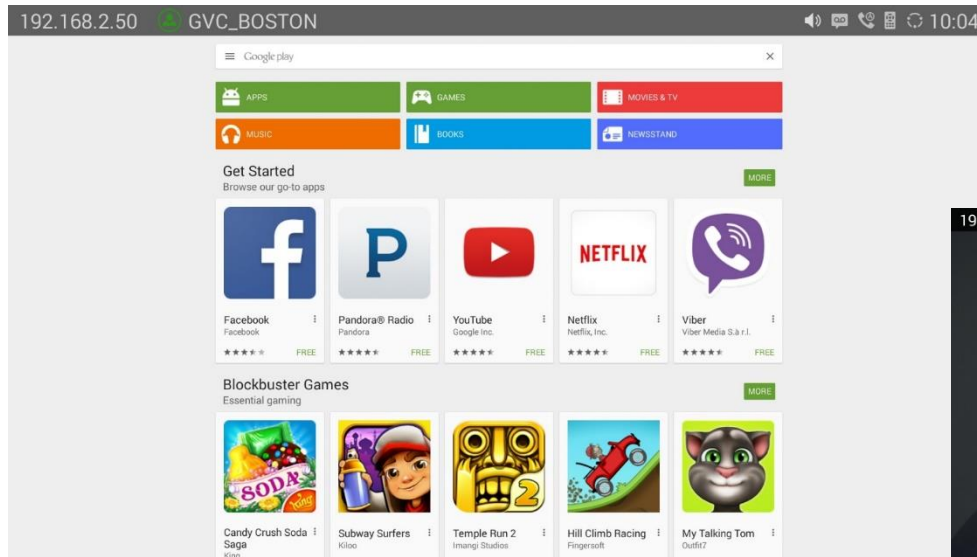 192.168.2.50 GVC_BOSTON 10:04
Google play
APPS GAMES MOVIES & TV
MUSIC BOOKS NEWSSTAND
Get Started
Browse our go-to apps
MORE
19
f P NETFLIX
Facebook Pandora® Radio YouTube Netflix Viber
Facebook Pandora Google Inc. Netflix, Inc. Viber Media S.à r.l.
FREE FREE FREE FREE FREE
Blockbuster Games
Essential gaming
MORE
SODA King 2
Candy Crush Soda Saga Subway Surfers Temple Run 2 Hill Climb Racing My Talking Tom
King Kiloo Imangi Studios Fingersoft Outfit7